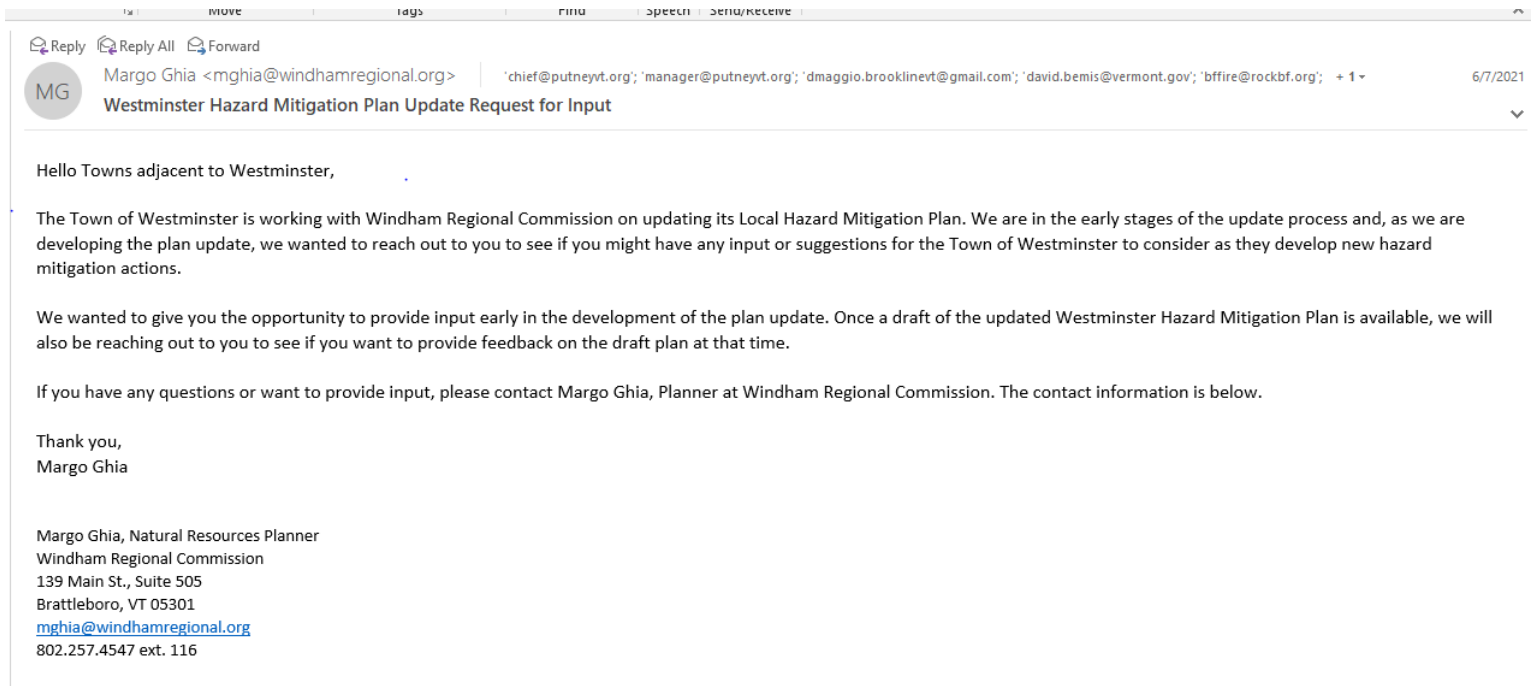 Move Tags Find Speech Send/Receive
Reply Reply All Forward
MG
Margo Ghia <mghia@windhamregional.org> 'chief@putneyvt.org'; 'manager@putneyvt.org'; 'dmaggio.brooklinevt@gmail.com'; 'david.bemis@vermont.gov'; 'bffire@rockbf.org'; + 1 6/7/2021
Westminster Hazard Mitigation Plan Update Request for Input
Hello Towns adjacent to Westminster,
The Town of Westminster is working with Windham Regional Commission on updating its Local Hazard Mitigation Plan. We are in the early stages of the update process and, as we are
developing the plan update, we wanted to reach out to you to see if you might have any input or suggestions for the Town of Westminster to consider as they develop new hazard
mitigation actions.
We wanted to give you the opportunity to provide input early in the development of the plan update. Once a draft of the updated Westminster Hazard Mitigation Plan is available, we will
also be reaching out to you to see if you want to provide feedback on the draft plan at that time.
If you have any questions or want to provide input, please contact Margo Ghia, Planner at Windham Regional Commission. The contact information is below.
Thank you,
Margo Ghia
Margo Ghia, Natural Resources Planner
Windham Regional Commission
139 Main St., Suite 505
Brattleboro, VT 05301
mghia@windhamregional.org
802.257.4547 ext. 116